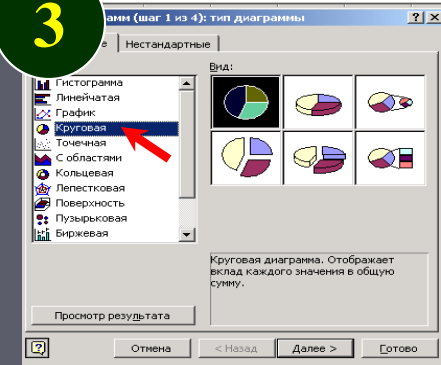 3
амм (шаг 1 из 4): тип диаграммы
е
Нестандартные
Вид:
Гистограмма
Линейчатая
График
Круговая
Точечная
С областями
Кольцевая
Лепестковая
Поверхность
Пузырьковая
Биржевая
Круговая диаграмма. Отображает
вклад каждого значения в общую
сумму.
Просмотр результата
Отмена
< Назад
Далее >
Готово